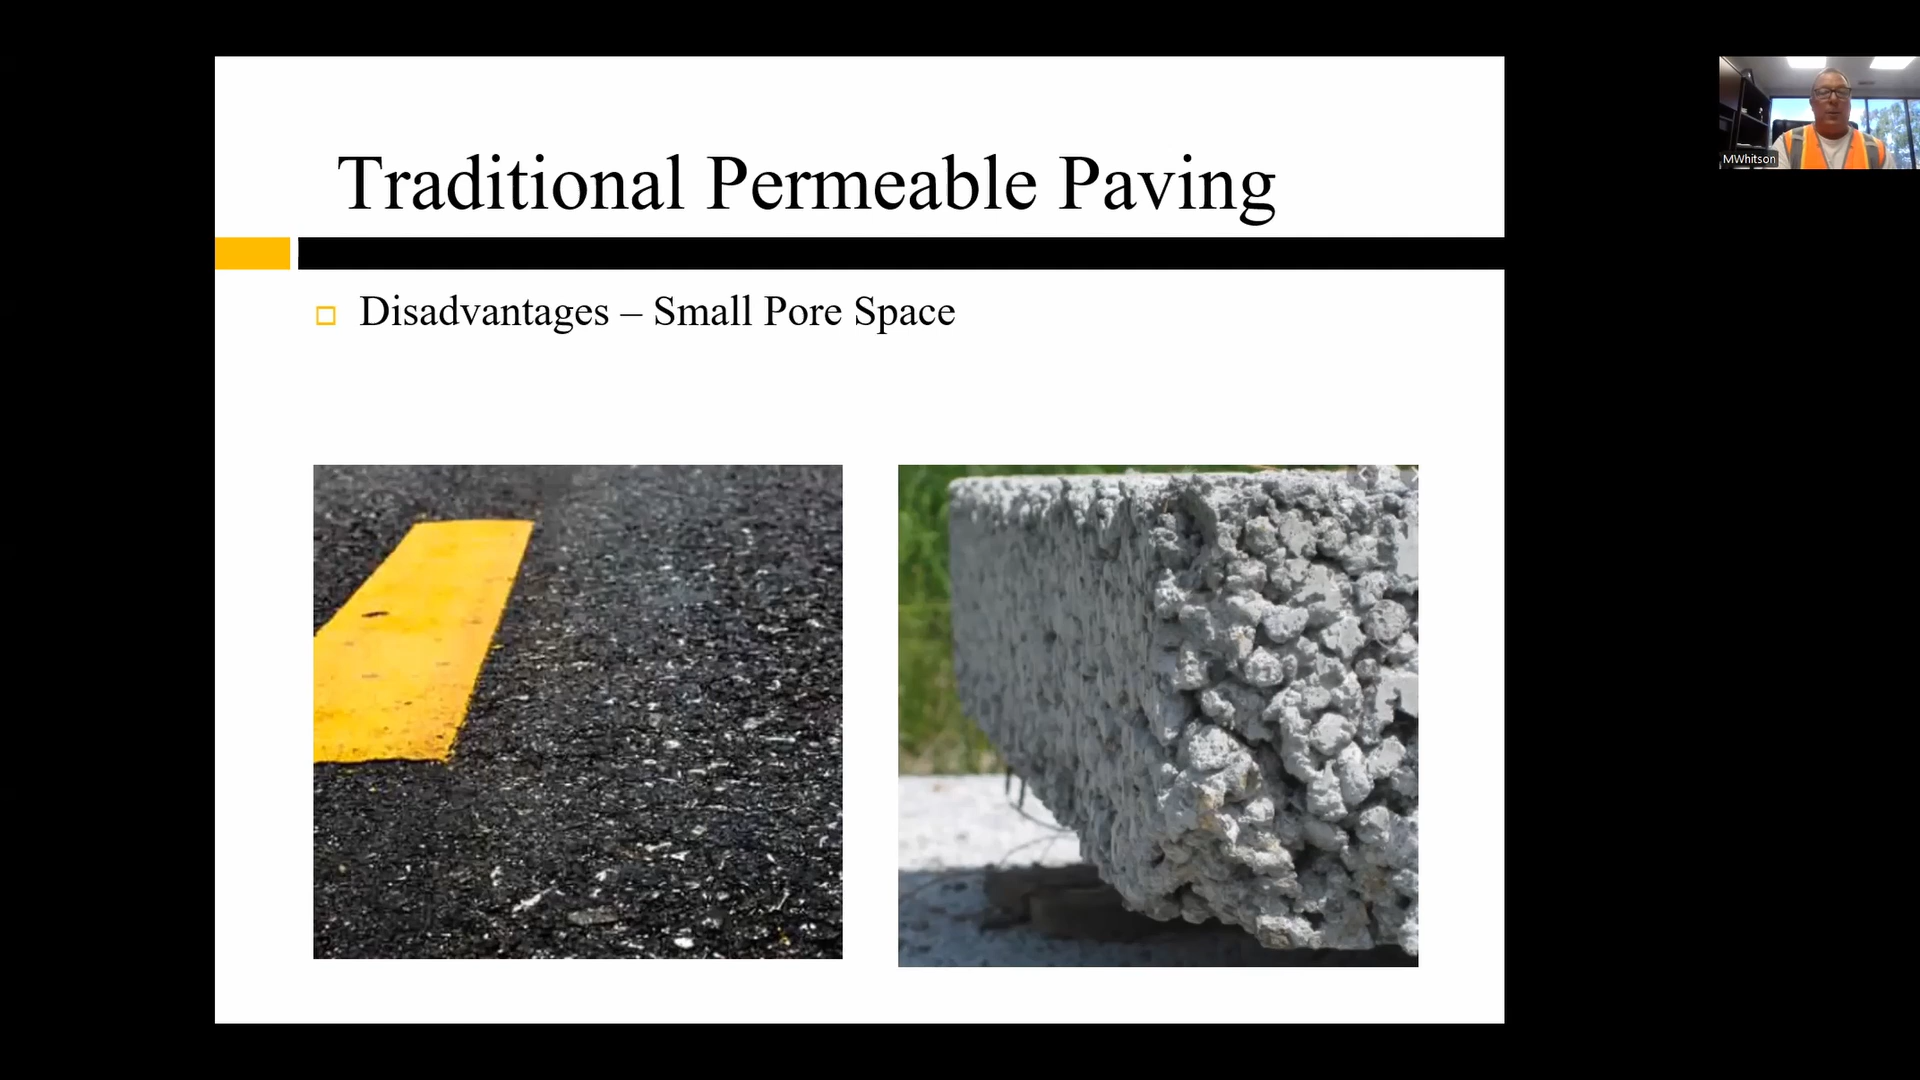 Traditional Permeable Paving
Disadvantages – Small Pore Space
MWhitson